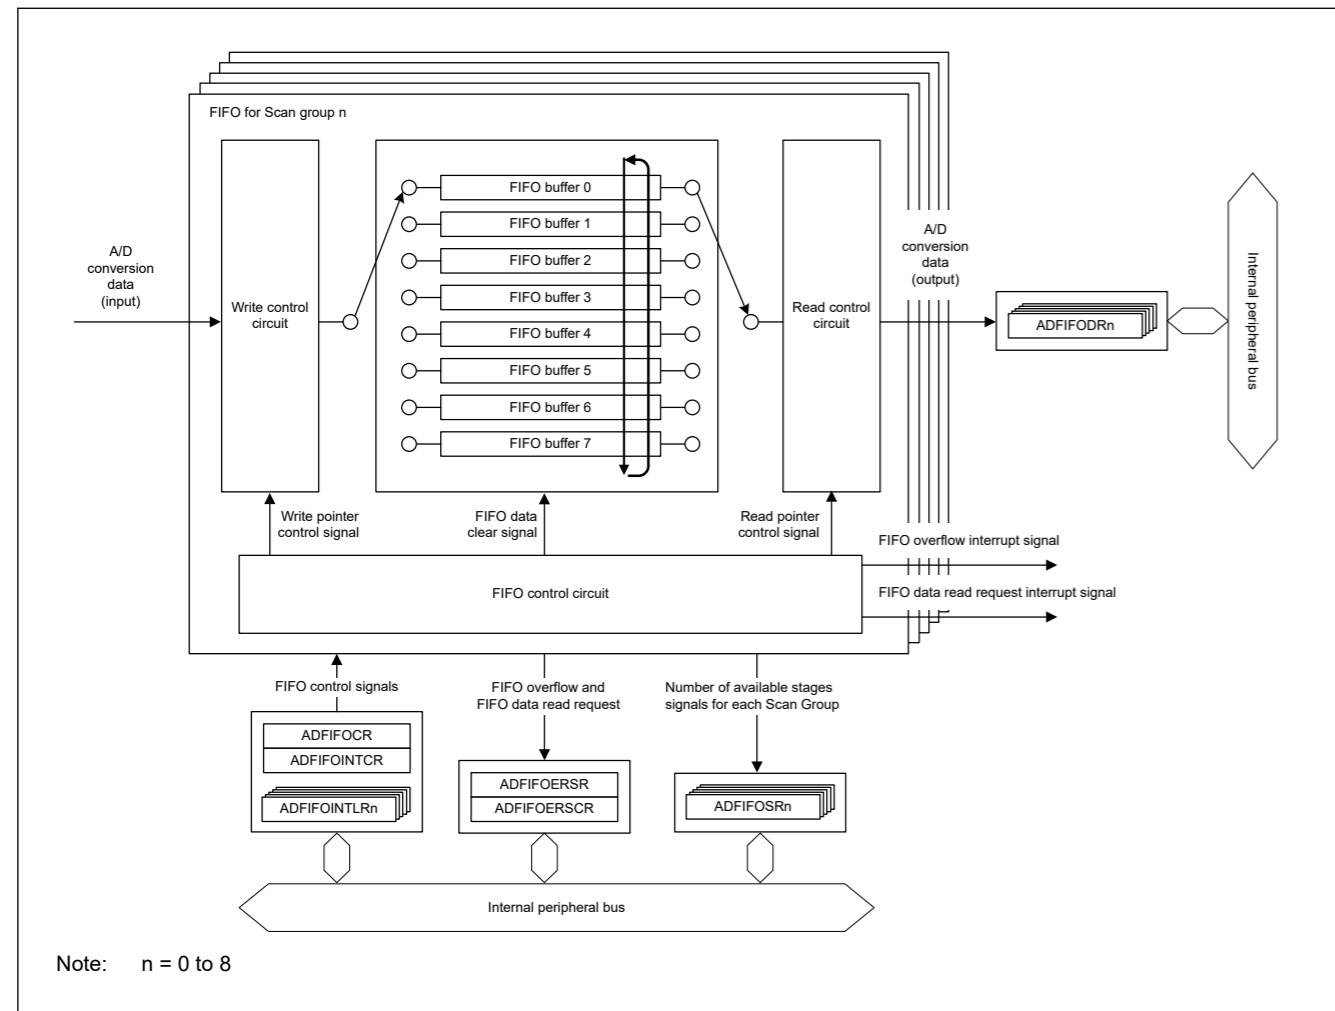 FIFO for Scan group n
A/D
conversion
data
(input)
Write control
circuit
FIFO buffer 0
FIFO buffer 1
FIFO buffer 2
FIFO buffer 3
FIFO buffer 4
FIFO buffer 5
FIFO buffer 6
FIFO buffer 7
Read control
circuit
A/D
conversion
data
(output)
ADFIFODRn
Internal peripheral bus
Write pointer
control signal
FIFO data
clear signal
Read pointer
control signal
FIFO control circuit
FIFO overflow interrupt signal
FIFO data read request interrupt signal
FIFO control signals
FIFO overflow and
FIFO data read request
Number of available stages
signals for each Scan Group
ADFIFOCR
ADFIFOINTCR
ADFIFOINTLRn
ADFIFOERSR
ADFIFOERSCR
ADFIFOSRn
Internal peripheral bus
Note: n = 0 to 8